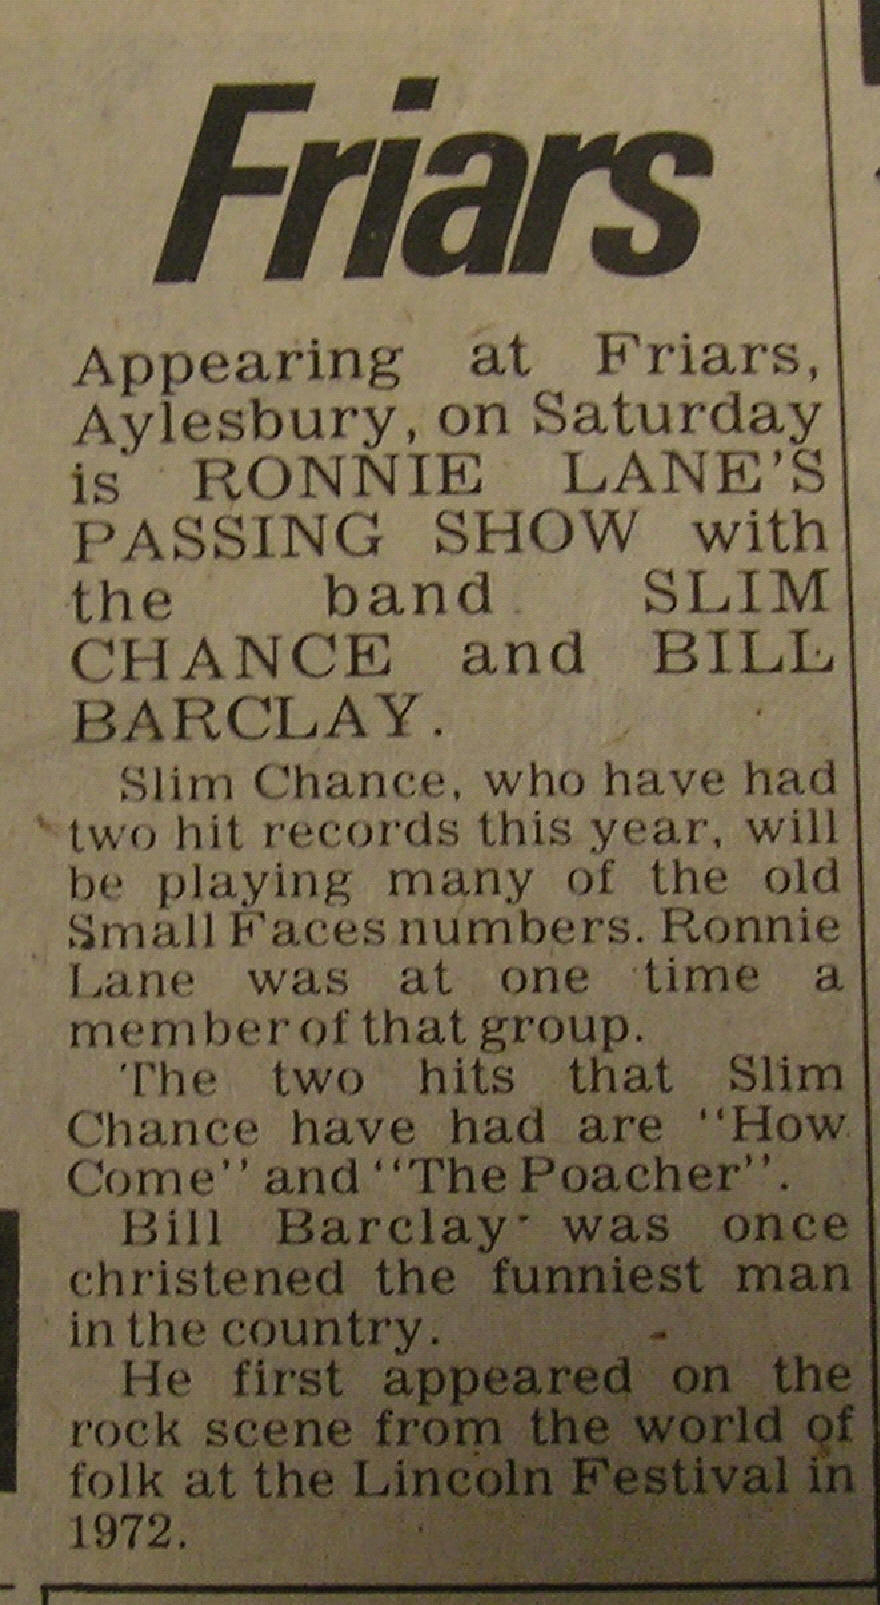 Friars
Appearing at Friars,
Aylesbury, on Saturday
is RONNIE LANE'S
PASSING SHOW with
the band SLIM
CHANCE and BILL
BARCLAY.
Slim Chance, who have had
two hit records this year, will
be playing many of the old
Small Faces numbers. Ronnie
Lane was at one time a
member of that group.
The two hits that Slim
Chance have had are "How
Come" and "The Poacher".
Bill Barclay was once
christened the funniest man
in the country.
He first appeared on the
rock scene from the world of
folk at the Lincoln Festival in
1972.